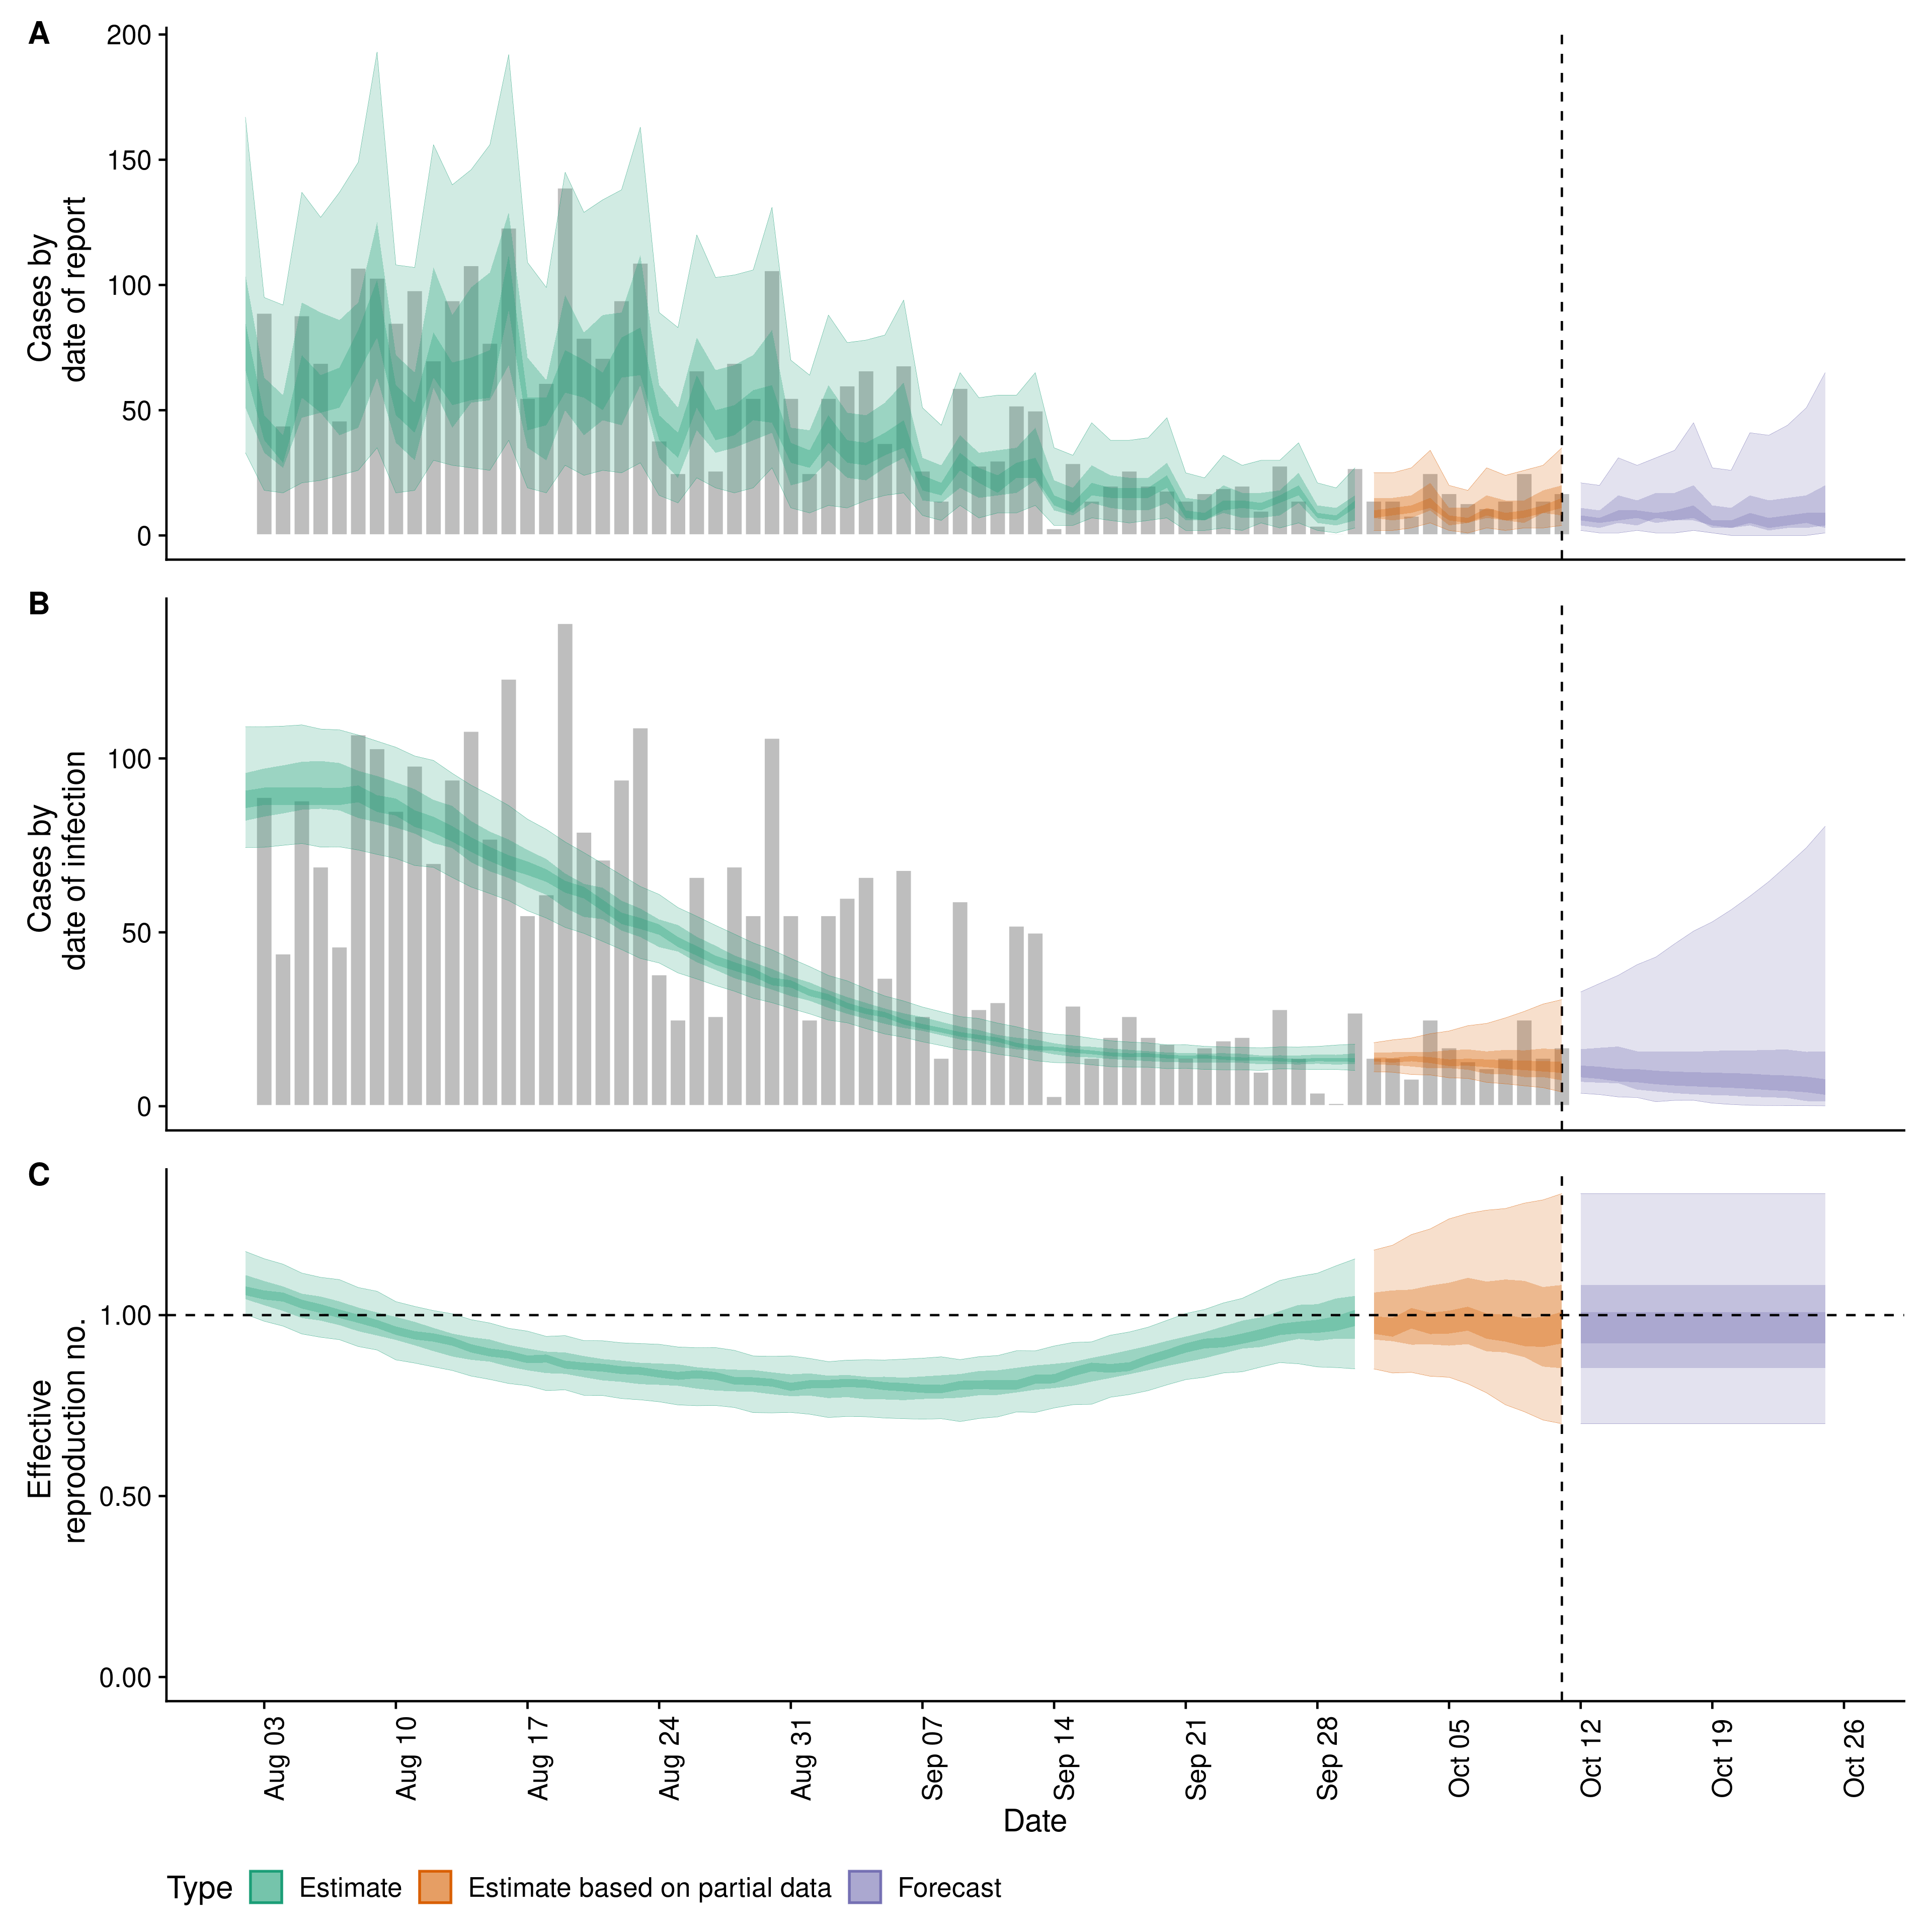 A
200
150
100
50
0
Cases by
date of report
B
100
50
0
Cases by
date of infection
C
1.00
0.50
0.00
Effective
reproduction no.
Aug 03
Aug 10
Aug 17
Aug 24
Aug 31
Sep 07
Sep 14
Sep 21
Sep 28
Oct 05
Oct 12
Oct 19
Oct 26
Date
Type Estimate Estimate based on partial data Forecast